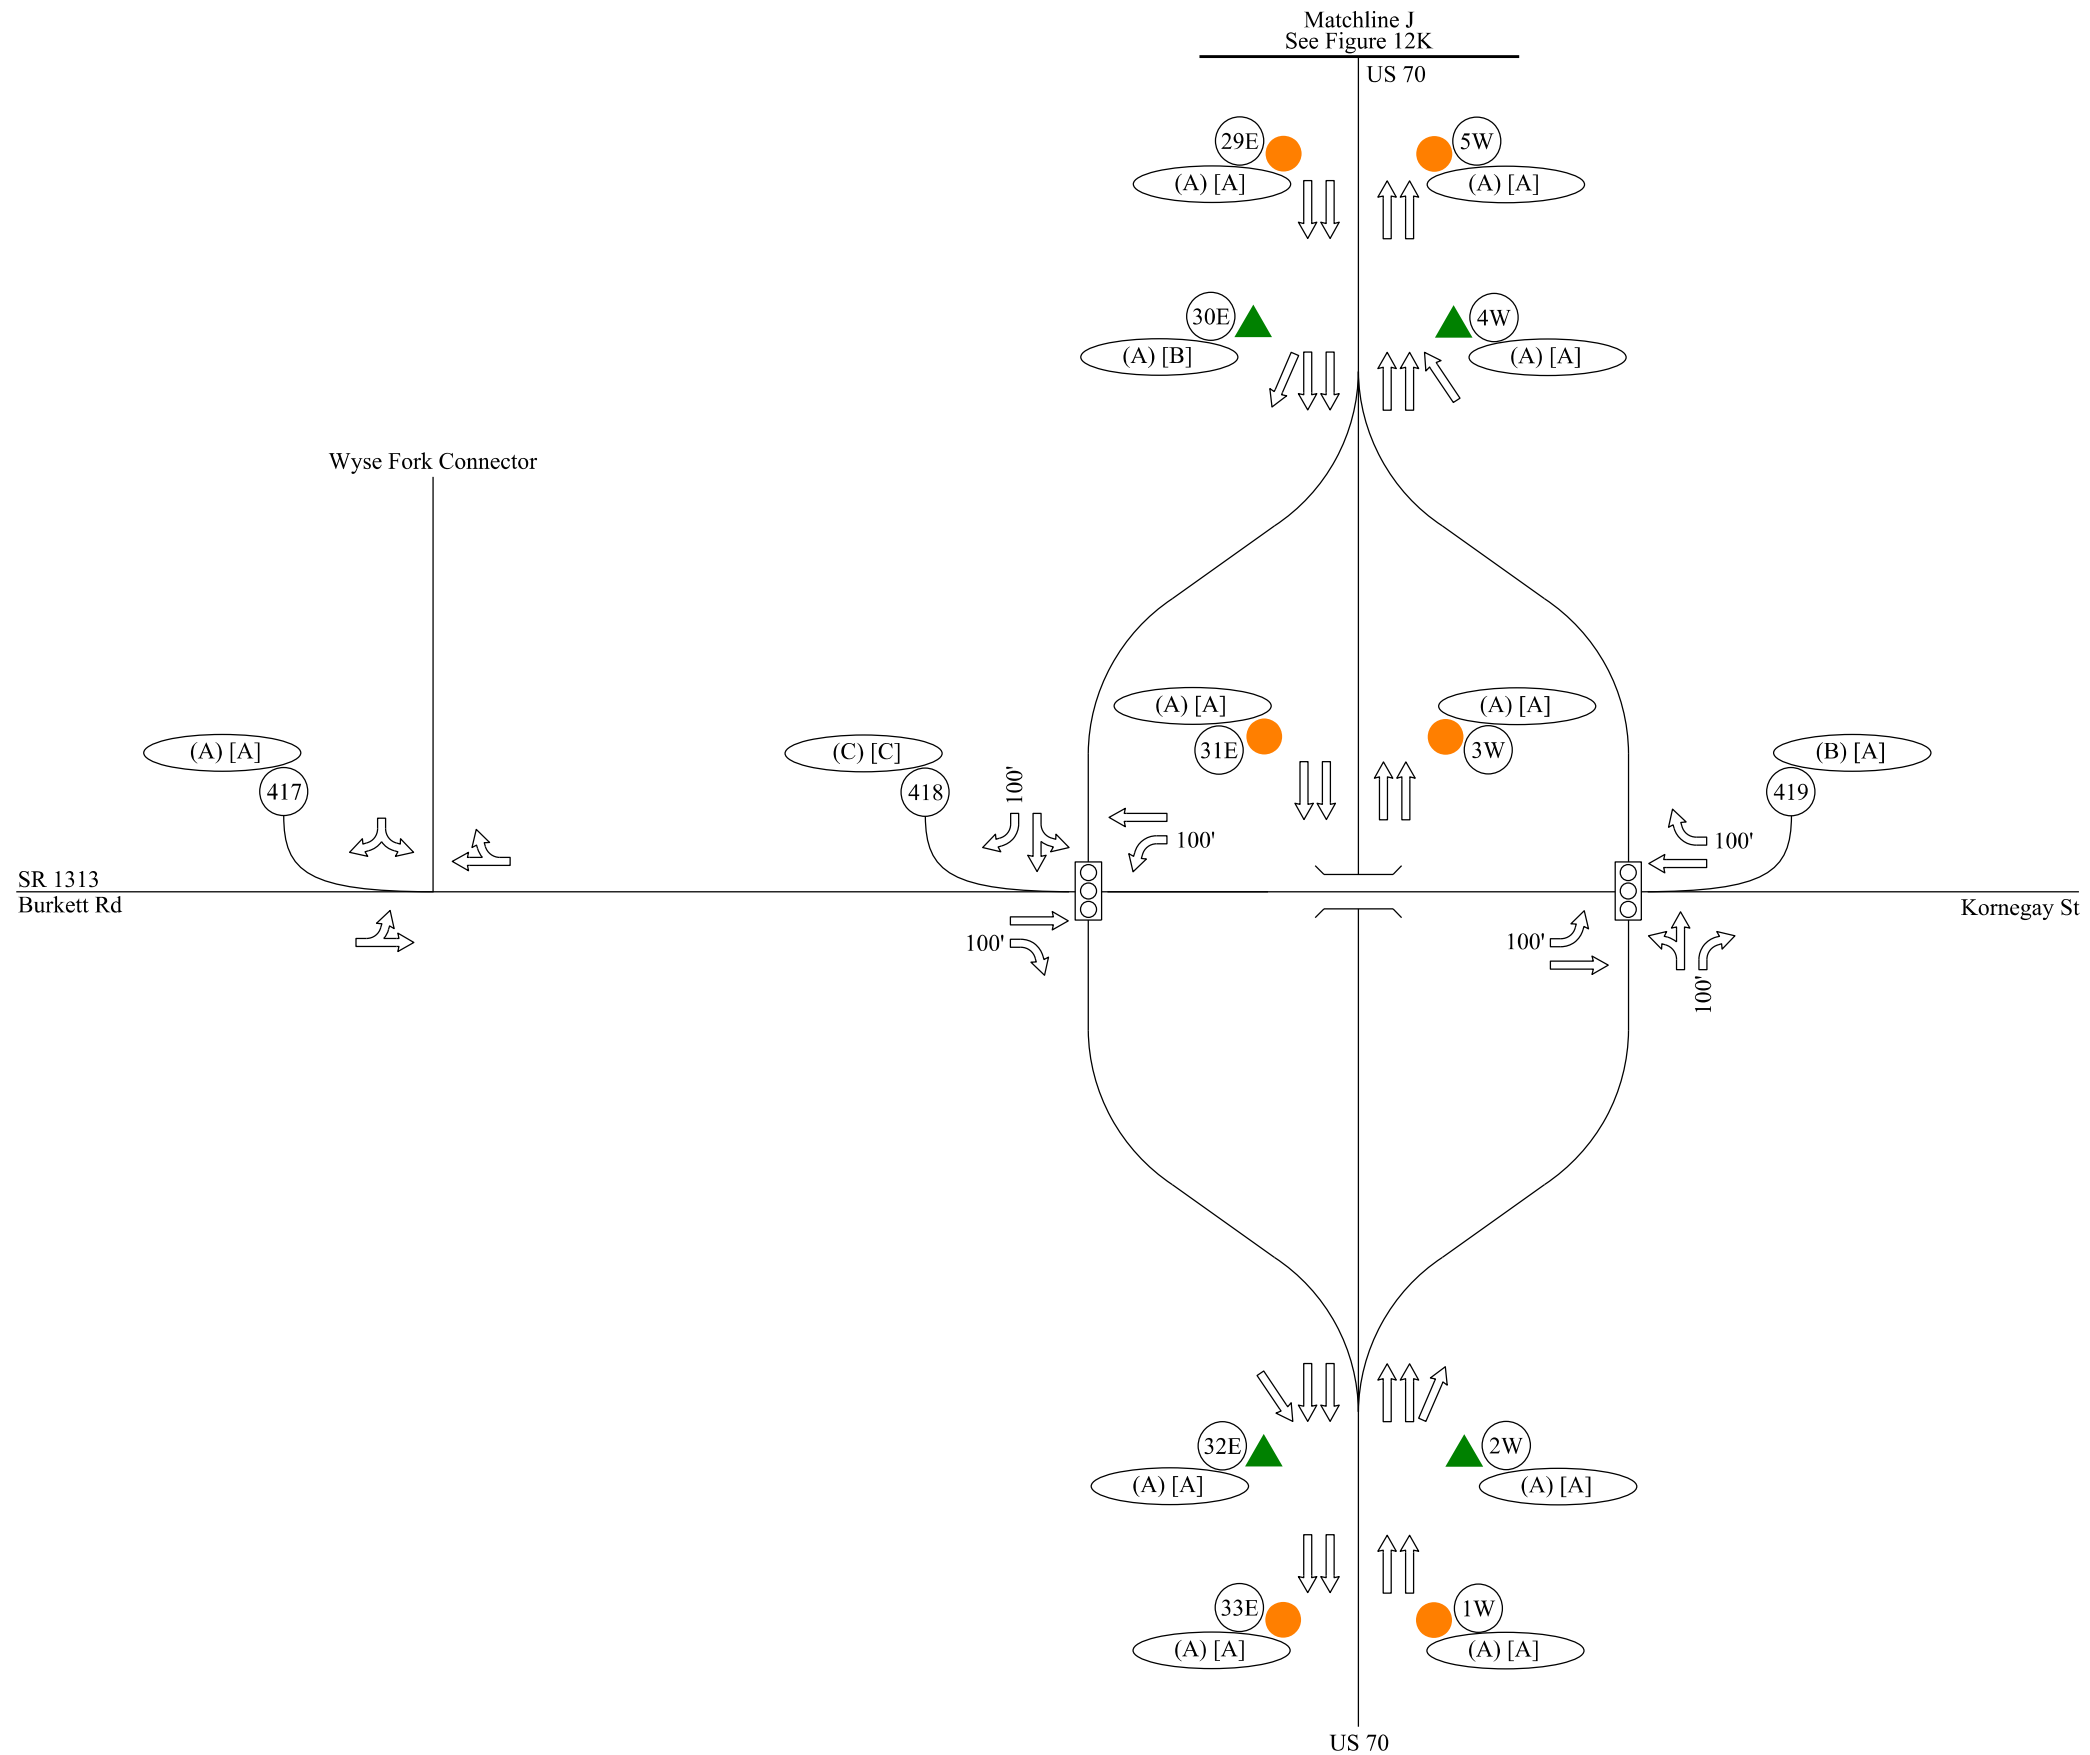 Matchline J
See Figure 12K
US 70
29E
5W
(A) [A]
(A) [A]
30E
4W
(A) [B]
(A) [A]
Wyse Fork Connector
(A) [A]
(A) [A]
31E
3W
(A) [A]
417
(C) [C]
418
(B) [A]
419
100'
100'
100'
SR 1313
Burkett Rd
Kornegay St
100'
100'
100'
32E
2W
(A) [A]
(A) [A]
33E
1W
(A) [A]
(A) [A]
US 70